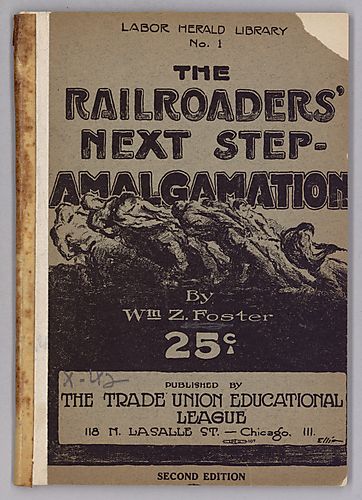 LABOR HERALD LIBRARY
No. 1
THE
RAILROADERS'
NEXT STEP-
AMALGAMATION
By
Wm Z. Foster
25¢
X-42
PUBLISHED BY
THE TRADE UNION EDUCATIONAL
LEAGUE
118 N. LASALLE ST. — Chicago, Ill.
SECOND EDITION